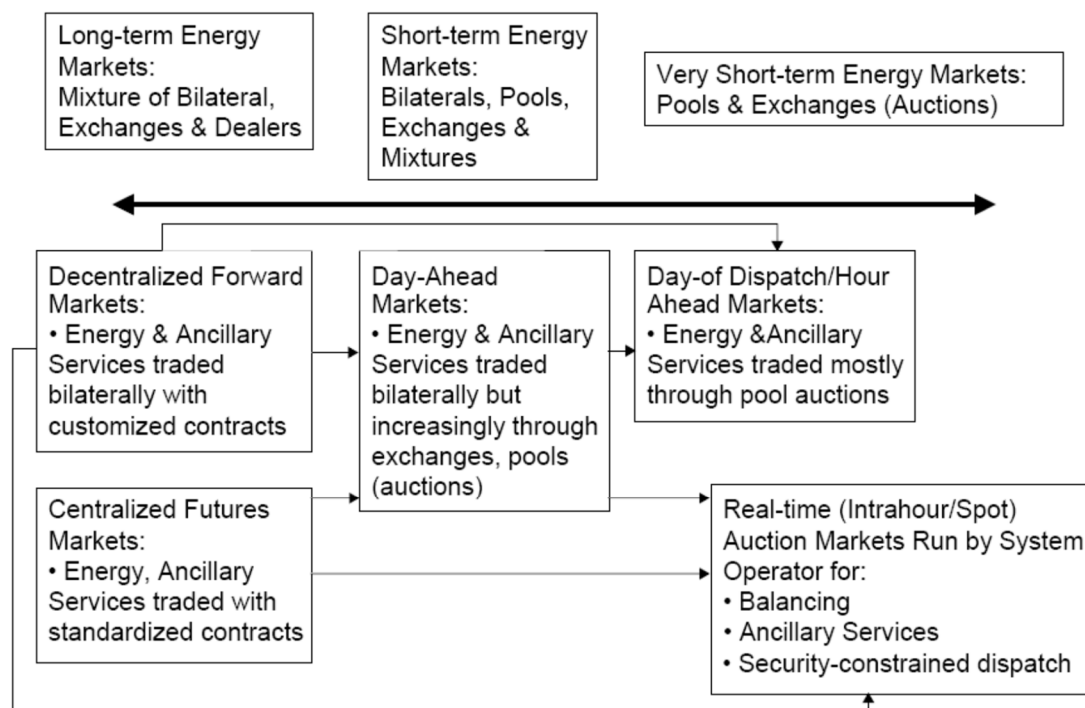 Long-term Energy
Markets:
Mixture of Bilateral,
Exchanges & Dealers
Short-term Energy
Markets:
Bilaterals, Pools,
Exchanges &
Mixtures
Very Short-term Energy Markets:
Pools & Exchanges (Auctions)
Decentralized Forward
Markets:
• Energy & Ancillary
Services traded
bilaterally with
customized contracts
Day-Ahead
Markets:
• Energy & Ancillary
Services traded
bilaterally but
increasingly through
exchanges, pools
(auctions)
Day-of Dispatch/Hour
Ahead Markets:
• Energy &Ancillary
Services traded mostly
through pool auctions
Centralized Futures
Markets:
• Energy, Ancillary
Services traded with
standardized contracts
Real-time (Intrahour/Spot)
Auction Markets Run by System
Operator for:
• Balancing
• Ancillary Services
• Security-constrained dispatch